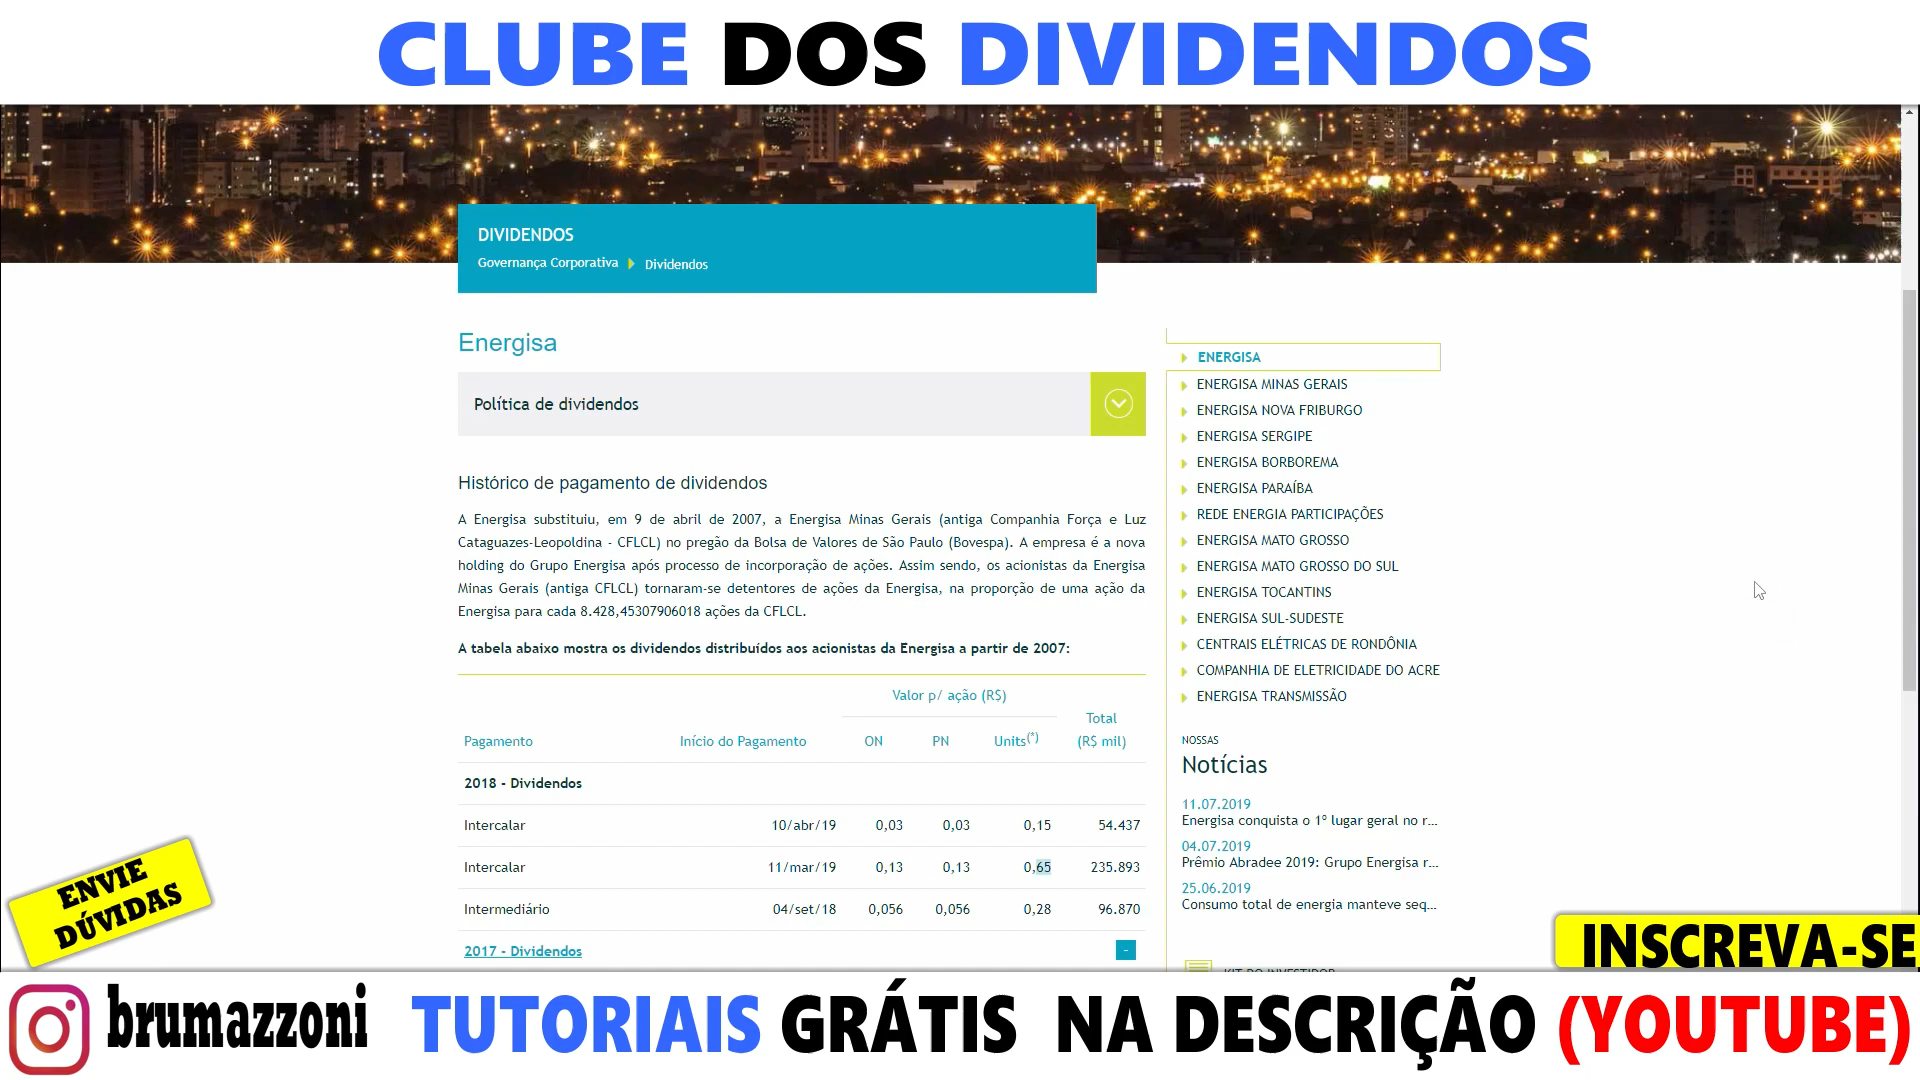 CLUBE DOS DIVIDENDOS
DIVIDENDOS
Governança Corporativa
Dividendos
Energisa
Política de dividendos
Histórico de pagamento de dividendos
A Energisa substituiu, em 9 de abril de 2007, a Energisa Minas Gerais (antiga Companhia Força e Luz
Cataguazes-Leopoldina - CFLCL) no pregão da Bolsa de Valores de São Paulo (Bovespa). A empresa é a nova
holding do Grupo Energisa após processo de incorporação de ações. Assim sendo, os acionistas da Energisa
Minas Gerais (antiga CFLCL) tornaram-se detentores de ações da Energisa, na proporção de uma ação da
Energisa para cada 8.428,45307906018 ações da CFLCL.
A tabela abaixo mostra os dividendos distribuídos aos acionistas da Energisa a partir de 2007:
Valor p/ ação (R$)
Pagamento Início do Pagamento ON PN Units(*) Total (R$ mil)
2018 - Dividendos
Intercalar 10/abr/19 0,03 0,03 0,15 54.437
Intercalar 11/mar/19 0,13 0,13 0,65 235.893
Intermediário 04/set/18 0,056 0,056 0,28 96.870
2017 - Dividendos -
ENERGISA
ENERGISA MINAS GERAIS
ENERGISA NOVA FRIBURGO
ENERGISA SERGIPE
ENERGISA BORBOREMA
ENERGISA PARAÍBA
REDE ENERGIA PARTICIPAÇÕES
ENERGISA MATO GROSSO
ENERGISA MATO GROSSO DO SUL
ENERGISA TOCANTINS
ENERGISA SUL-SUDESTE
CENTRAIS ELÉTRICAS DE RONDÔNIA
COMPANHIA DE ELETRICIDADE DO ACRE
ENERGISA TRANSMISSÃO
NOSSAS
Notícias
11.07.2019
Energisa conquista o 1º lugar geral no r...
04.07.2019
Prêmio Abradee 2019: Grupo Energisa r...
25.06.2019
Consumo total de energia manteve seq...
KIT DO INVESTIDOR
ENVIE
DÚVIDAS
INSCREVA-SE
brumazzoni
TUTORIAIS GRÁTIS NA DESCRIÇÃO (YOUTUBE)